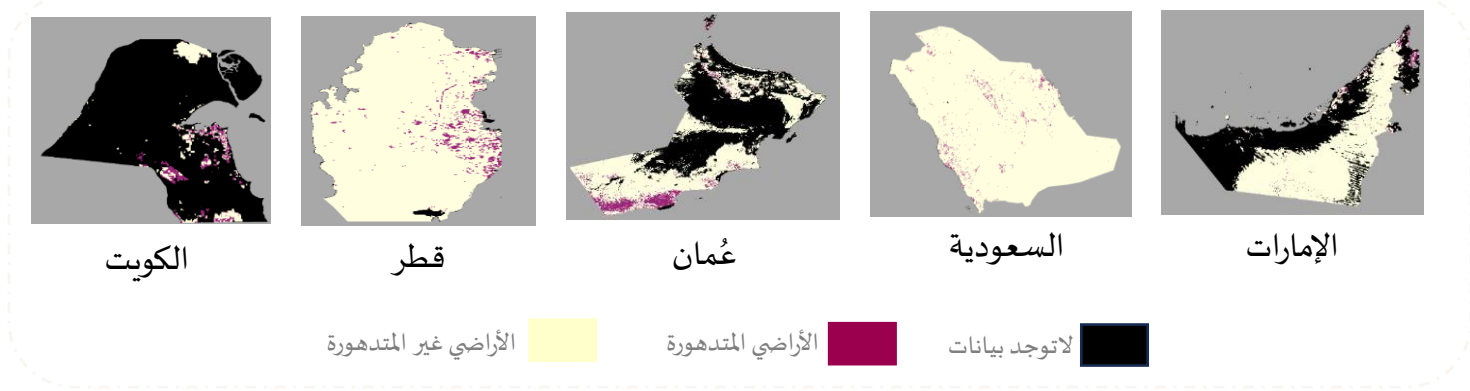 الإمارات
السعودية
عُمان
قطر
الكويت
لاتوجد بيانات
الأراضي المتدهورة
الأراضي غير المتدهورة